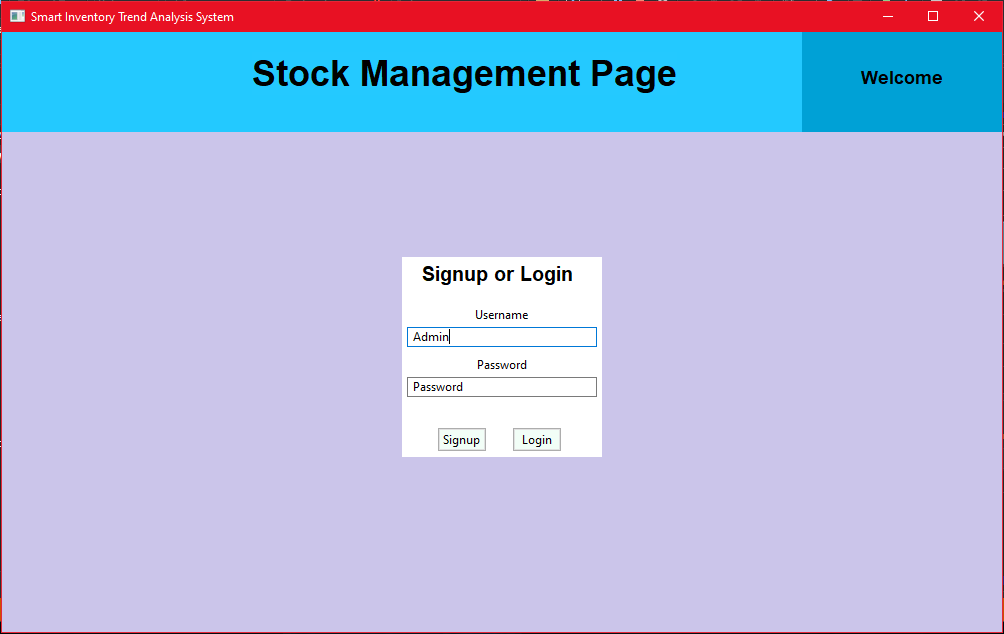 Smart Inventory Trend Analysis System
Stock Management Page
Welcome
Signup or Login
Username
Admin
Password
Password
Signup Login